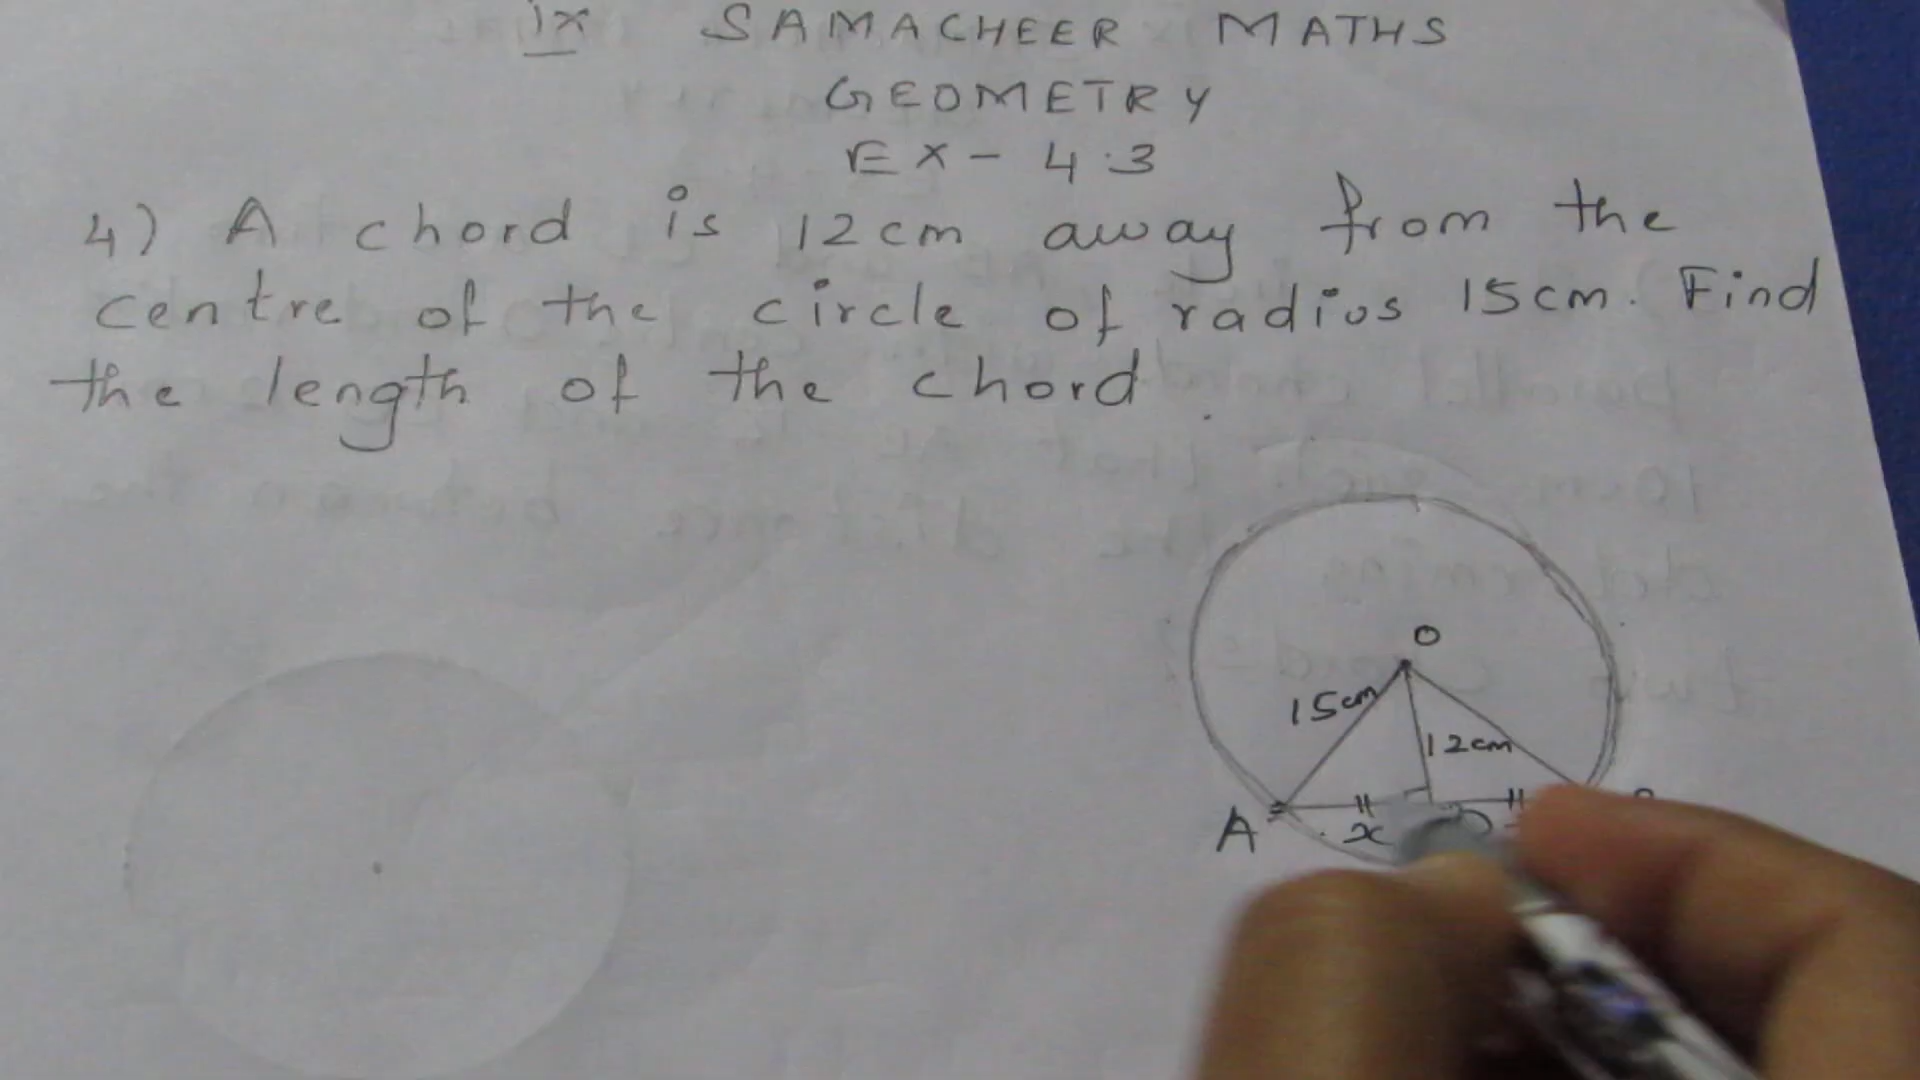 IX SAMACHEER MATHS
GEOMETRY
EX - 4.3
4) A chord is 12cm away from the
centre of the circle of radius 15cm. Find
the length of the chord.
O
15cm
12cm
A
x